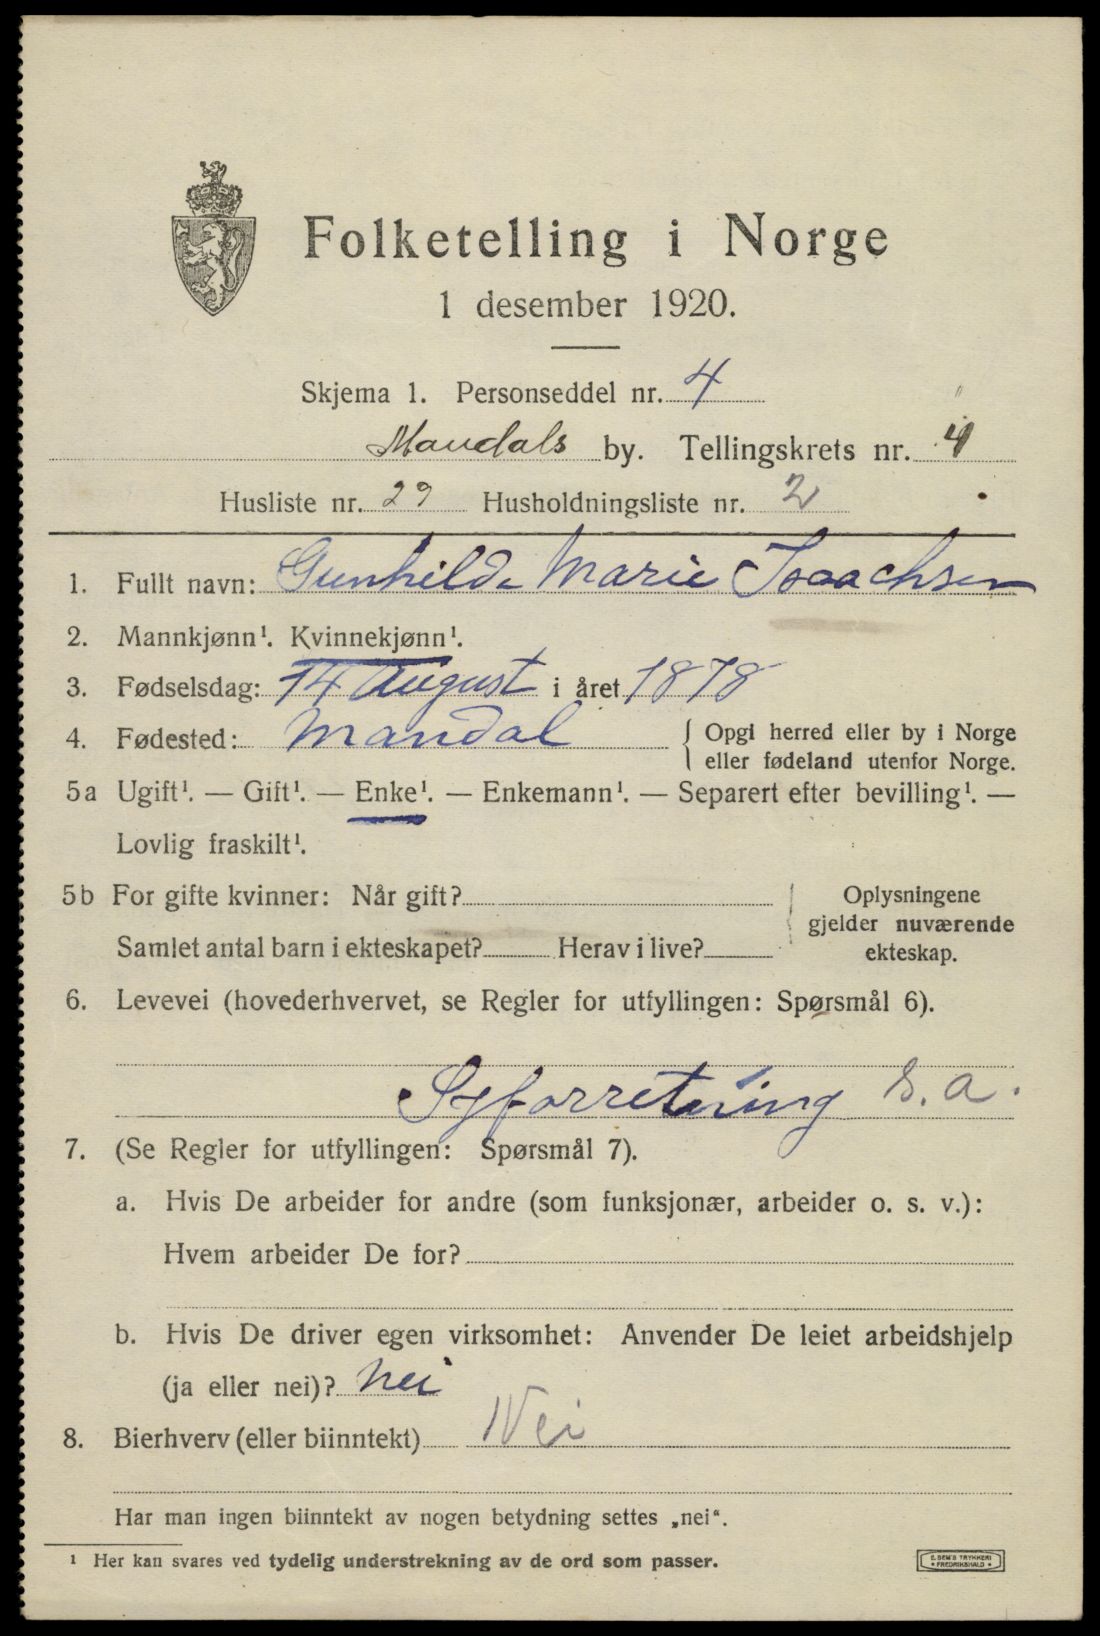 Folketelling i Norge
1 desember 1920.
Skjema 1. Personseddel nr. 4
Mandals by. Tellingskrets nr. 4
Husliste nr. 29 Husholdningsliste nr. 2
1. Fullt navn: Gunhilde Marie Isaachsen
2. Mannkjønn¹. Kvinnekjønn¹.
3. Fødselsdag: 14 August i året 1878
4. Fødested: Mandal { Opgi herred eller by i Norge
eller fødeland utenfor Norge.
5a Ugift¹. — Gift¹. — Enke¹. — Enkemann¹. — Separert efter bevilling¹. —
Lovlig fraskilt¹.
5b For gifte kvinner: Når gift?
Samlet antal barn i ekteskapet? Herav i live?
Oplysningene
gjelder nuværende
ekteskap.
6. Levevei (hovederhvervet, se Regler for utfyllingen: Spørsmål 6).
Syforretning s. a.
7. (Se Regler for utfyllingen: Spørsmål 7).
a. Hvis De arbeider for andre (som funksjonær, arbeider o. s. v.):
Hvem arbeider De for?
b. Hvis De driver egen virksomhet: Anvender De leiet arbeidshjelp
(ja eller nei)? Nei
8. Bierhverv (eller biinntekt) Nei
Har man ingen biinntekt av nogen betydning settes „nei“.
¹ Her kan svares ved tydelig understrekning av de ord som passer.
E. SEM'S TRYKKERI
FREDRIKSHALD